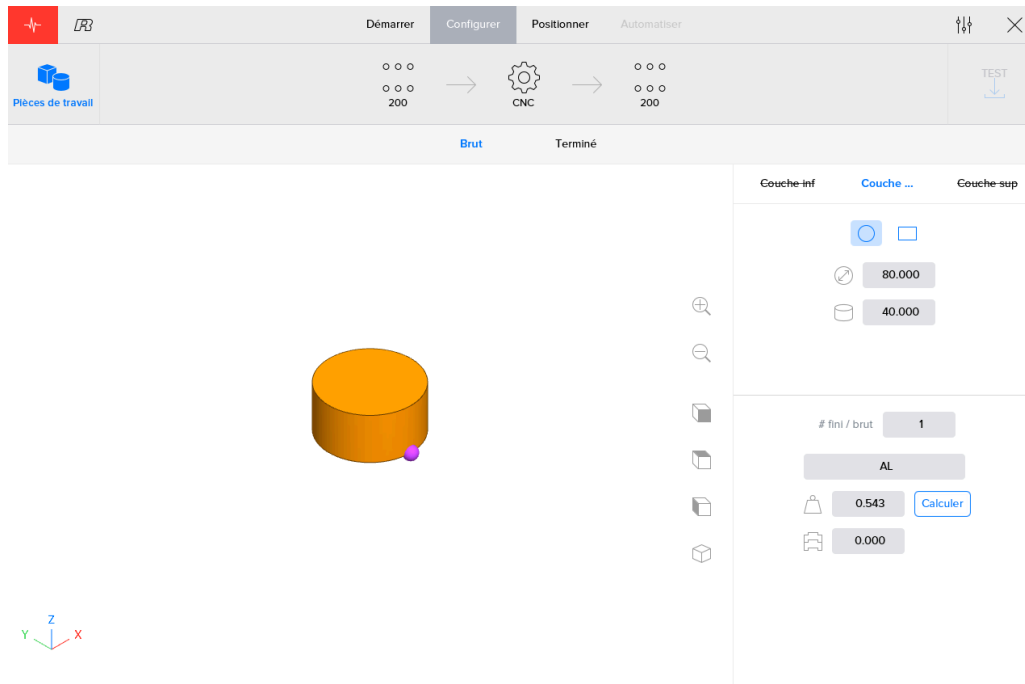 Démarrer
Configurer
Positionner
Automatiser
Pièces de travail
200
CNC
200
TEST
Brut
Terminé
Couche inf
Couche ...
Couche sup
80.000
40.000
# fini / brut
1
AL
0.543
Calculer
0.000
Z
Y
X